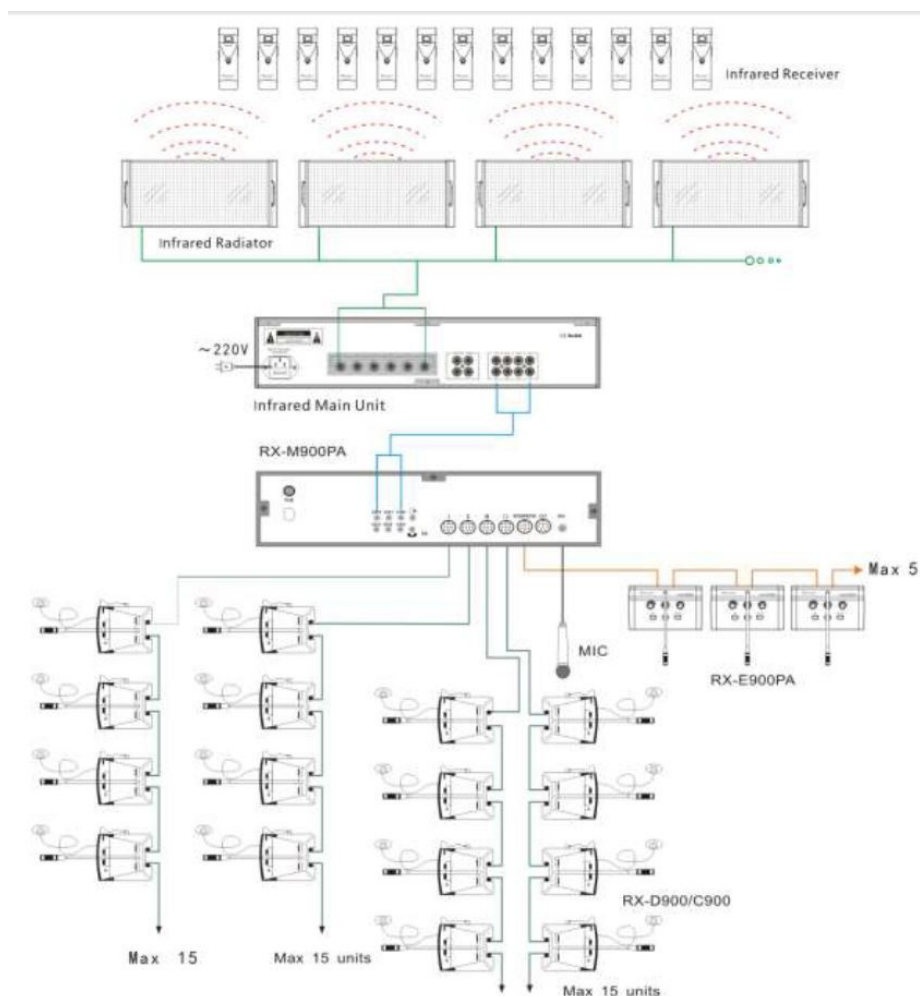 Infrared Receiver
Infrared Radiator
~220V
Infrared Main Unit
RX-M900PA
Max 5
MIC
RX-E900PA
RX-D900/C900
Max 15
Max 15 units
Max 15 units